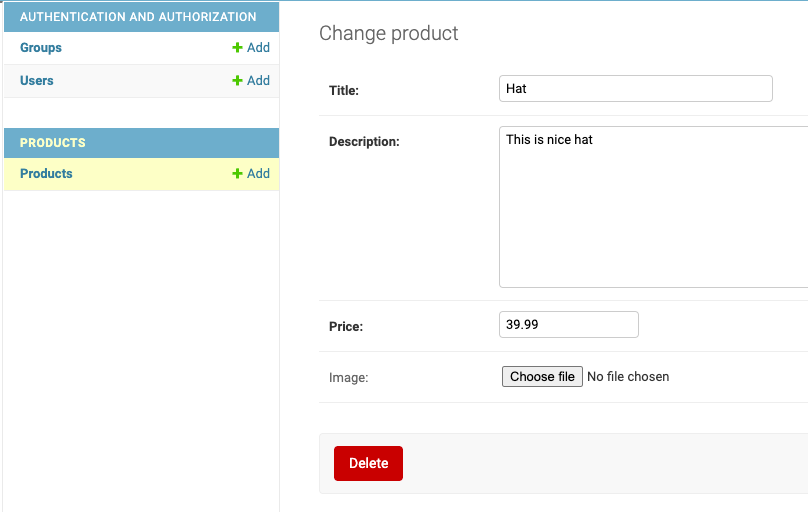 AUTHENTICATION AND AUTHORIZATION
Groups
Add
Users
Add
PRODUCTS
Products
Add
Change product
Title:
Hat
Description:
This is nice hat
Price:
39.99
Image:
Choose file No file chosen
Delete